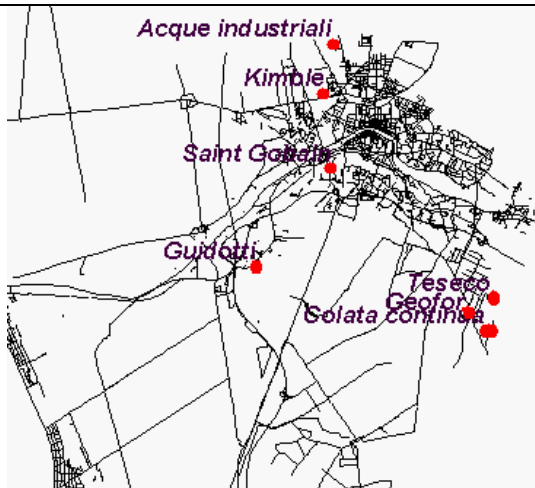 Acque industriali
Kimble
Saint Gobain
Guidotti
Teseco
Geofor
Colata continua